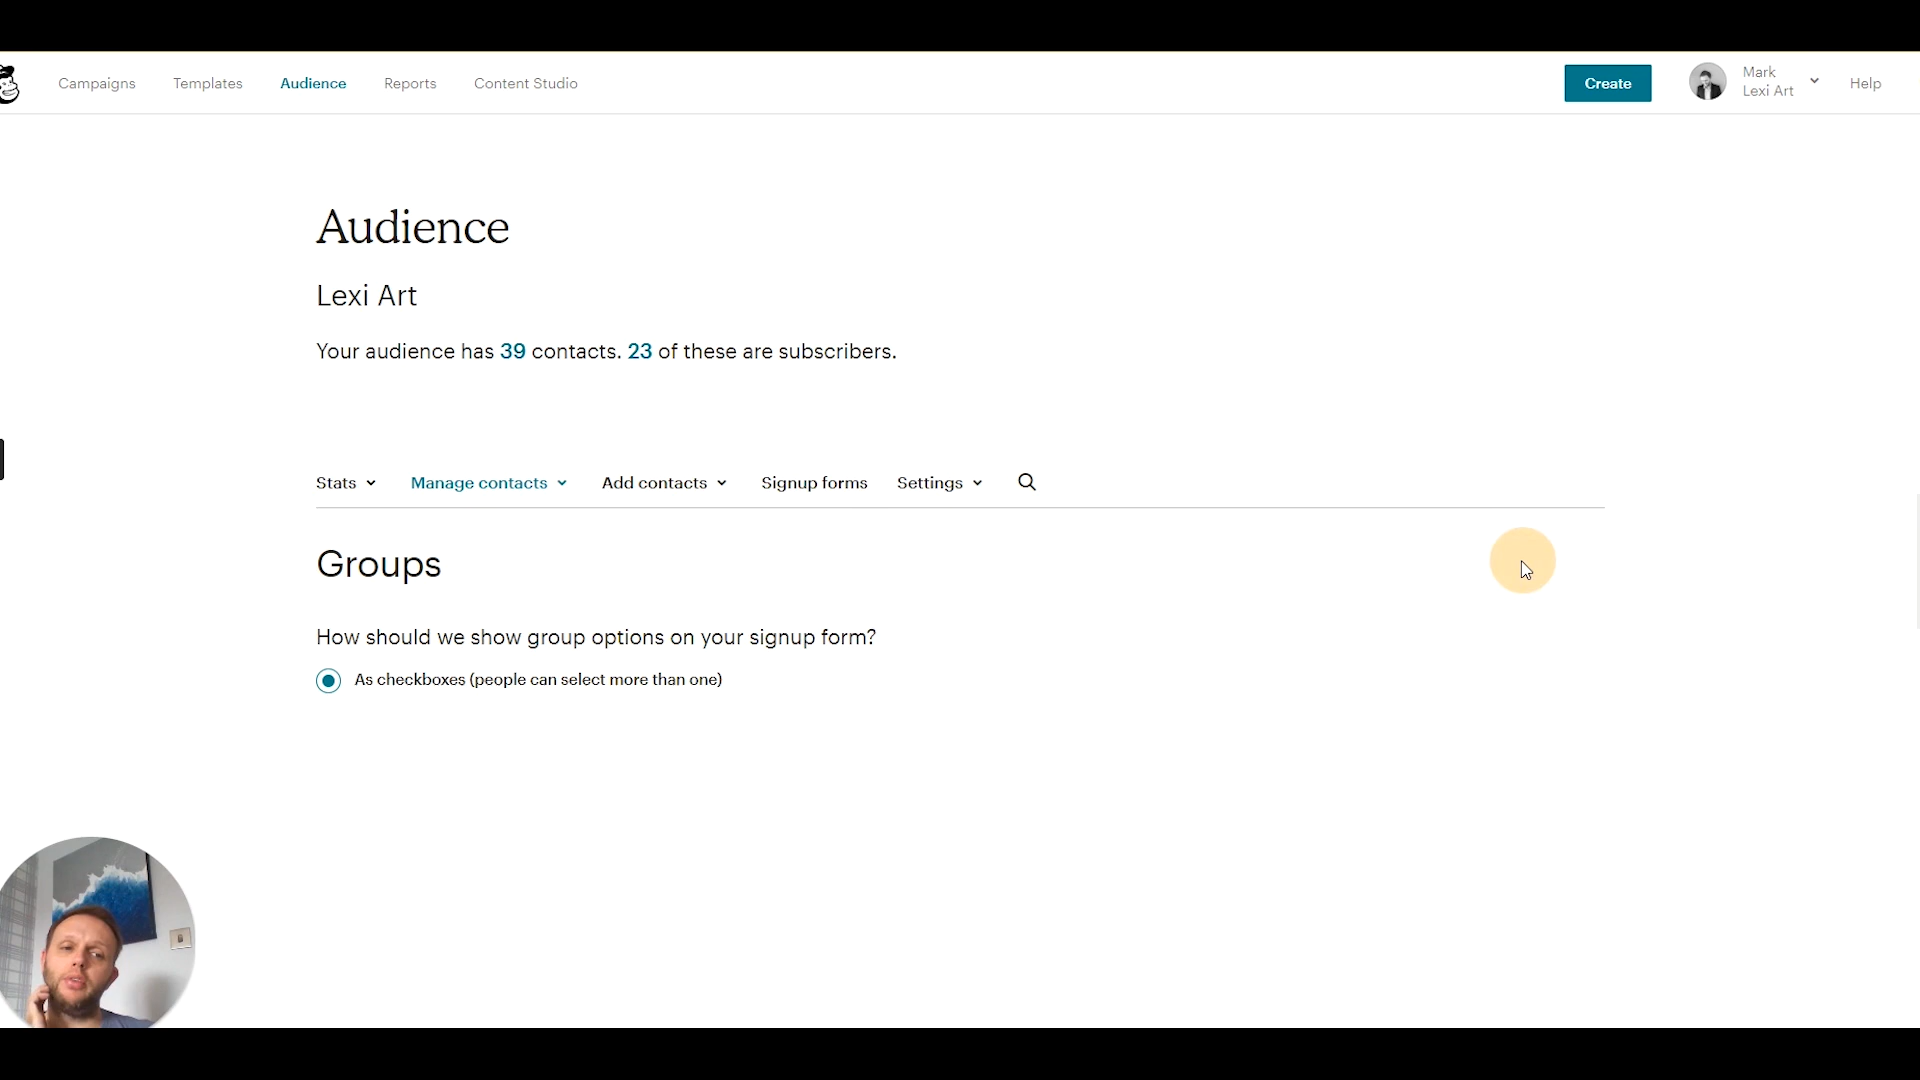 Campaigns
Templates
Audience
Reports
Content Studio
Create
Mark
Lexi Art
Help
Audience
Lexi Art
Your audience has 39 contacts. 23 of these are subscribers.
Stats
Manage contacts
Add contacts
Signup forms
Settings
Groups
How should we show group options on your signup form?
As checkboxes (people can select more than one)